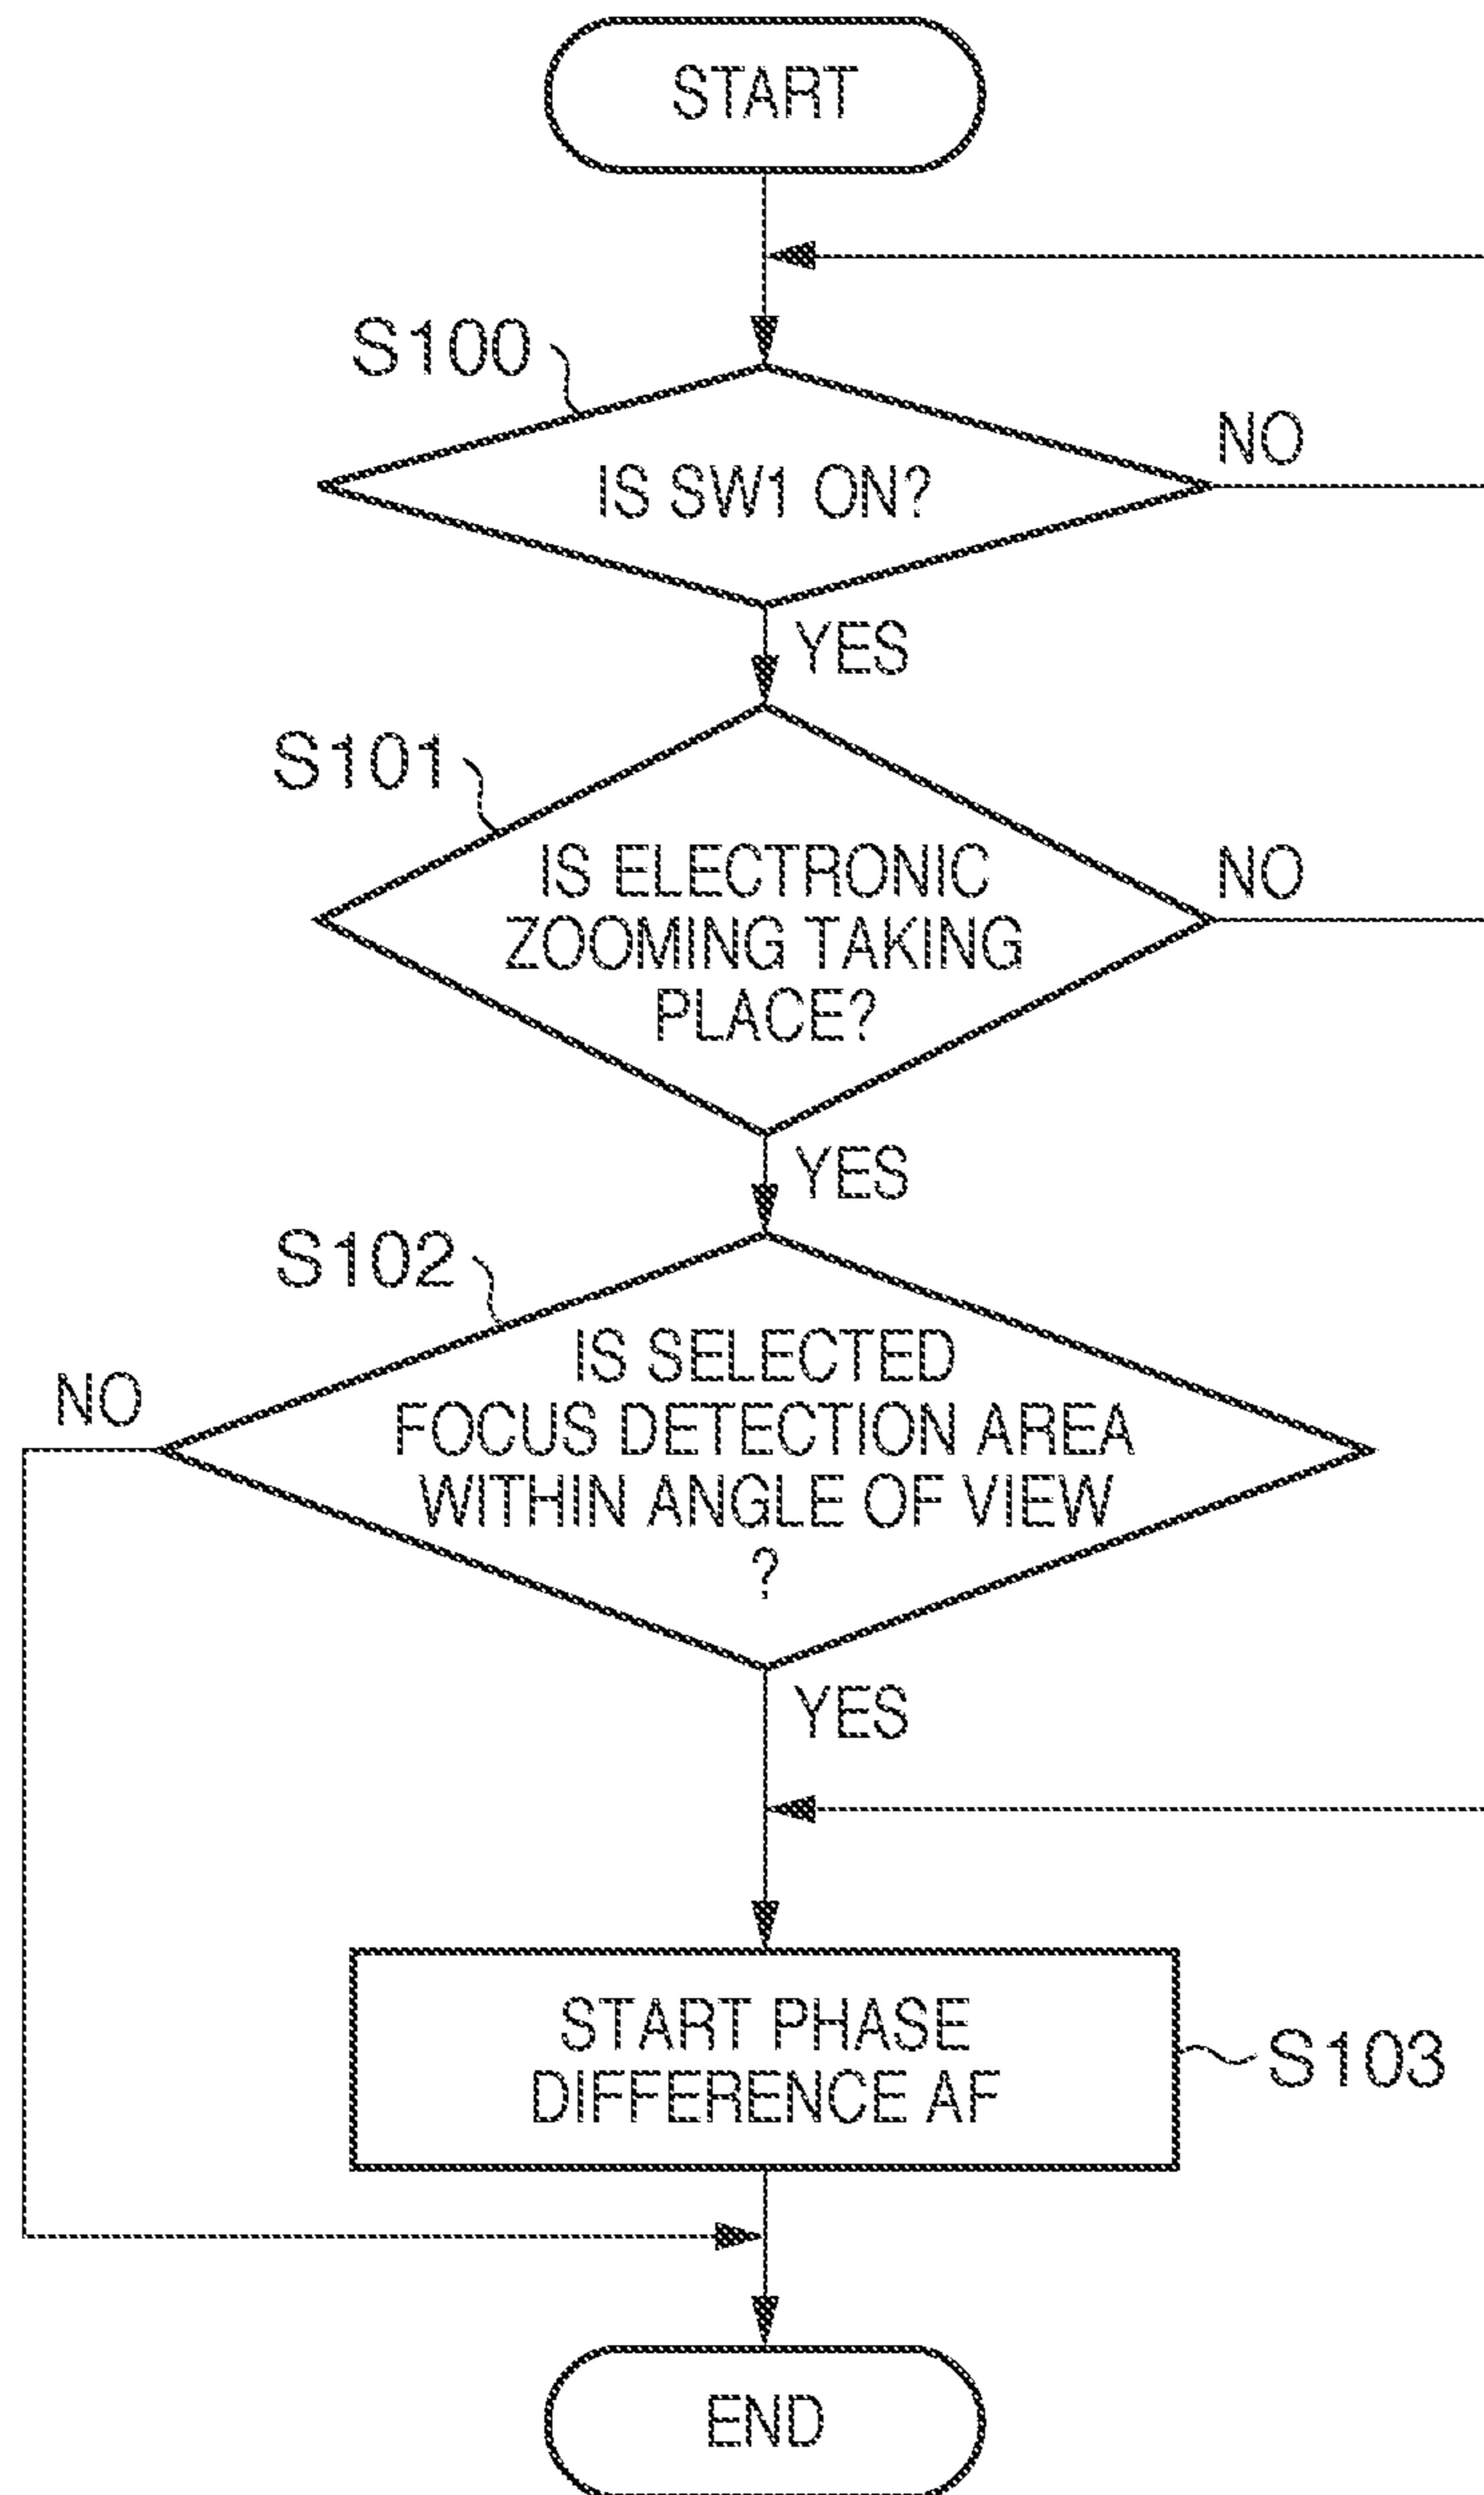 START
S100
NO
IS SW1 ON?
YES
S101
NO
IS ELECTRONIC
ZOOMING TAKING
PLACE?
YES
S102
NO
IS SELECTED
FOCUS DETECTION AREA
WITHIN ANGLE OF VIEW
?
YES
START PHASE
DIFFERENCE AF
S103
END